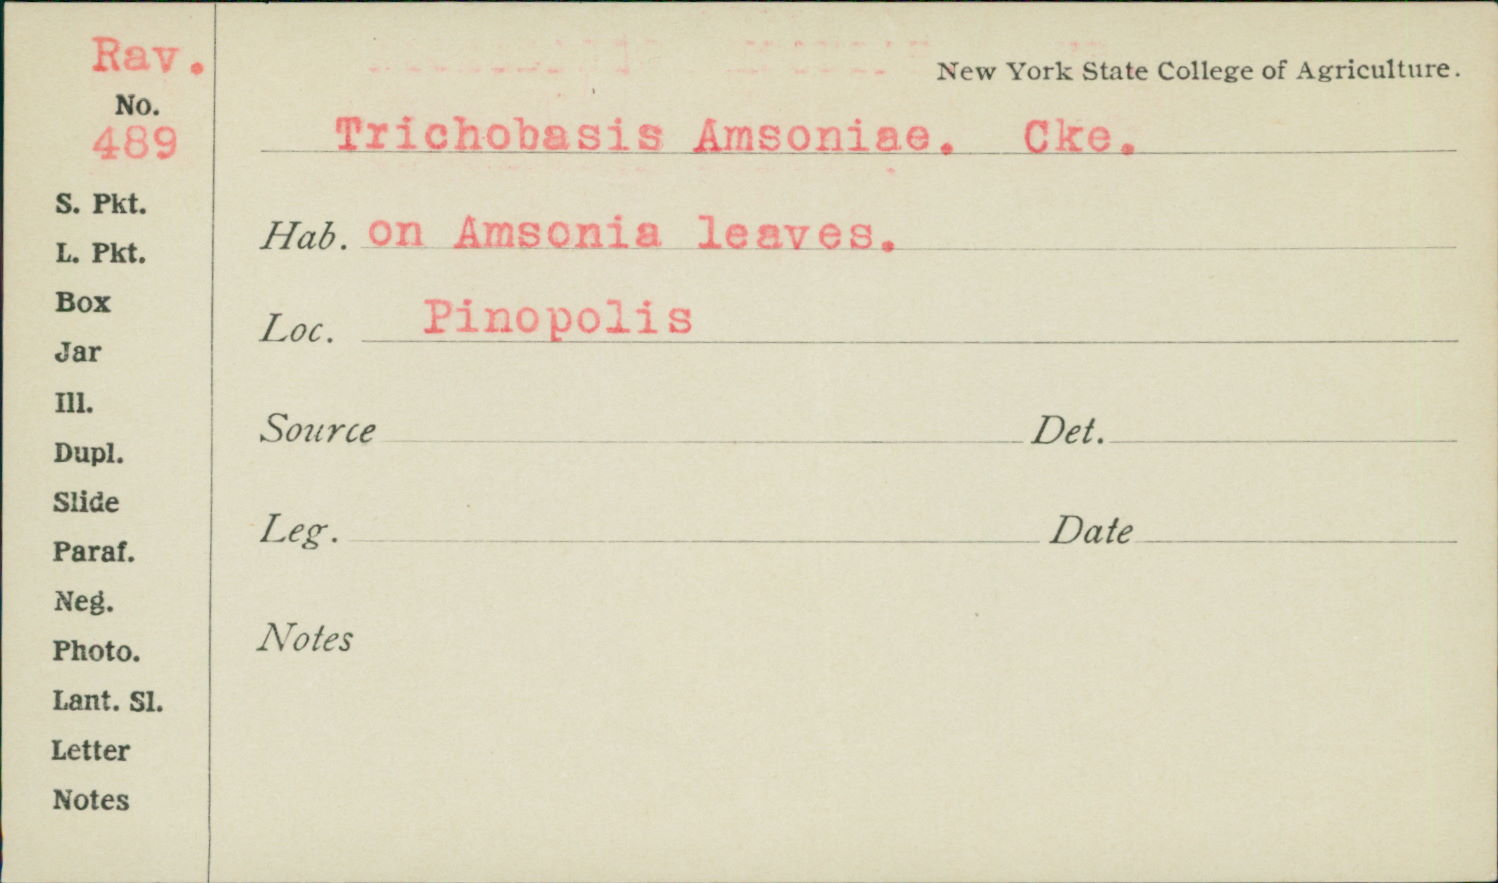 Rav.
No.
489
S. Pkt.
L. Pkt.
Box
Jar
Ill.
Dupl.
Slide
Paraf.
Neg.
Photo.
Lant. Sl.
Letter
Notes
New York State College of Agriculture.
Trichobasis Amsoniae. Cke.
Hab. on Amsonia leaves.
Loc. Pinopolis
Source Det.
Leg. Date
Notes